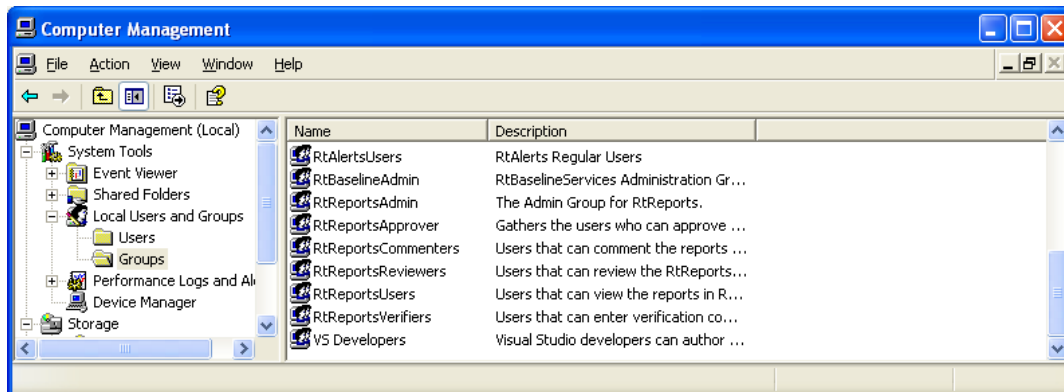 Computer Management
File Action View Window Help
Computer Management (Local)
System Tools
Event Viewer
Shared Folders
Local Users and Groups
Users
Groups
Performance Logs and Al
Device Manager
Storage
Name Description
RtAlertsUsers RtAlerts Regular Users
RtBaselineAdmin RtBaselineServices Administration Gr...
RtReportsAdmin The Admin Group for RtReports.
RtReportsApprover Gathers the users who can approve ...
RtReportsCommenters Users that can comment the reports ...
RtReportsReviewers Users that can review the RtReports...
RtReportsUsers Users that can view the reports in R...
RtReportsVerifiers Users that can enter verification co...
VS Developers Visual Studio developers can author ...